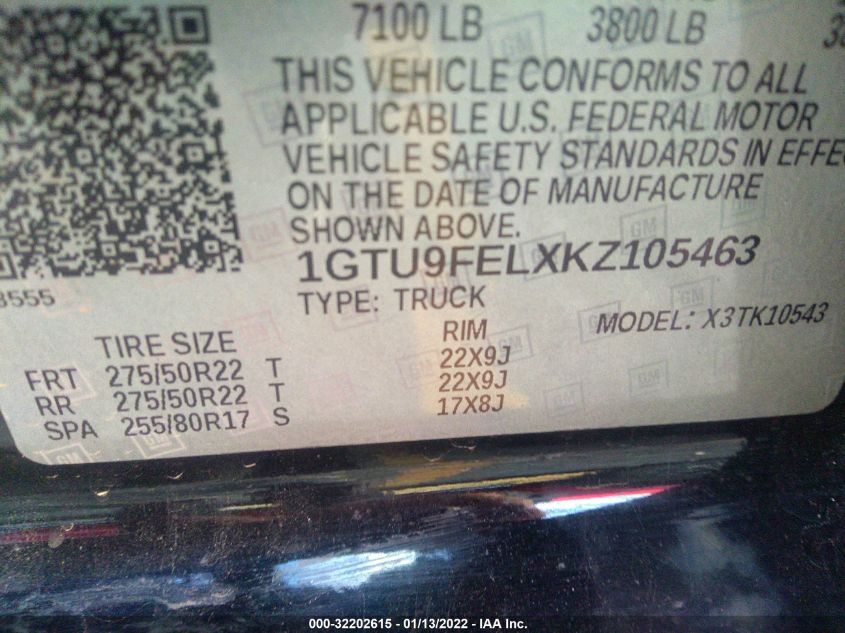 7100 LB 3800 LB
THIS VEHICLE CONFORMS TO ALL
APPLICABLE U.S. FEDERAL MOTOR
VEHICLE SAFETY STANDARDS IN EFFE
ON THE DATE OF MANUFACTURE
SHOWN ABOVE.
1GTU9FELXKZ105463
8555
TYPE: TRUCK
MODEL: X3TK10543
TIRE SIZE RIM
FRT 275/50R22 T 22X9J
RR 275/50R22 T 22X9J
SPA 255/80R17 S 17X8J
GM
000-32202615 - 01/13/2022 - IAA Inc.